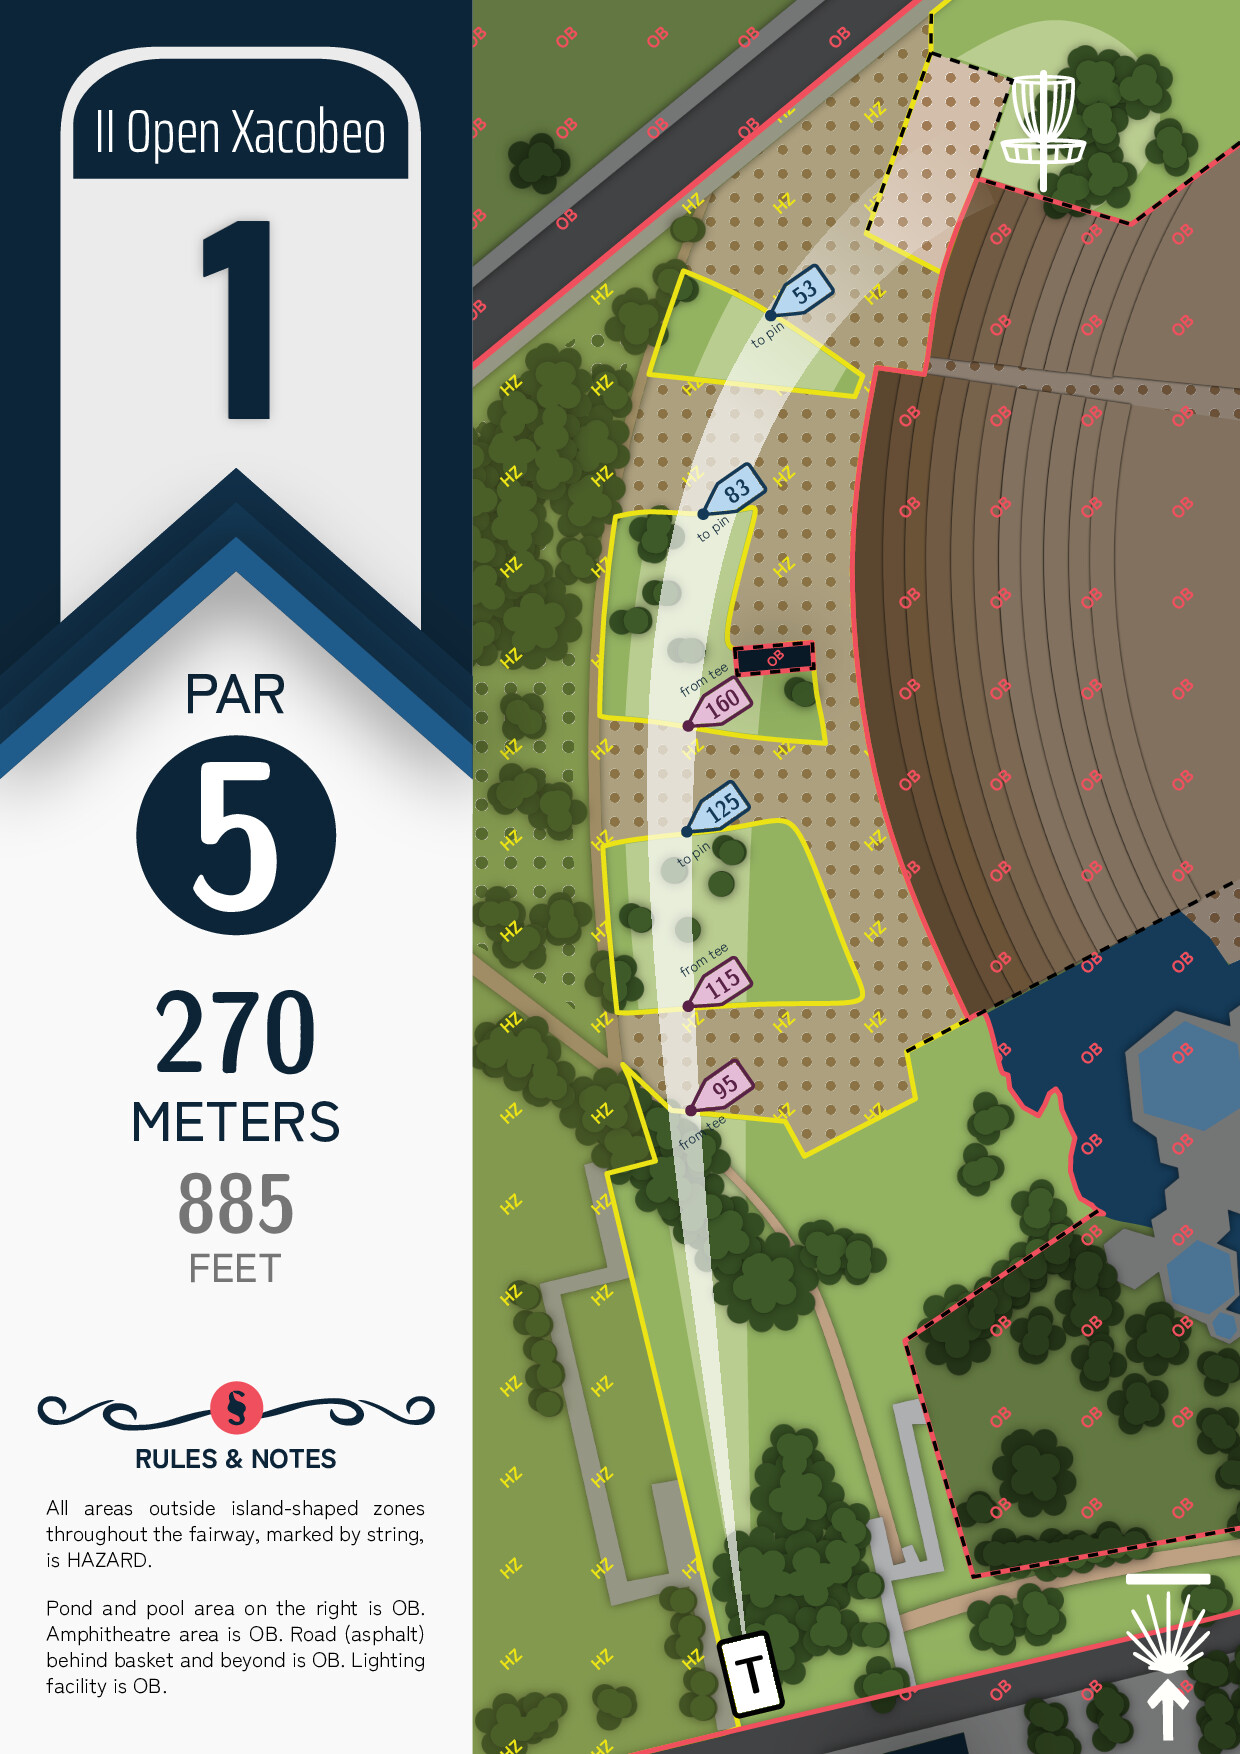 II Open Xacobeo
1
PAR
5
270
METERS
885
FEET
§
RULES & NOTES
All areas outside island-shaped zones
throughout the fairway, marked by string,
is HAZARD.
Pond and pool area on the right is OB.
Amphitheatre area is OB. Road (asphalt)
behind basket and beyond is OB. Lighting
facility is OB.
OB
HZ
53
to pin
83
to pin
OB
from tee
160
125
to pin
from tee
115
95
from tee
T